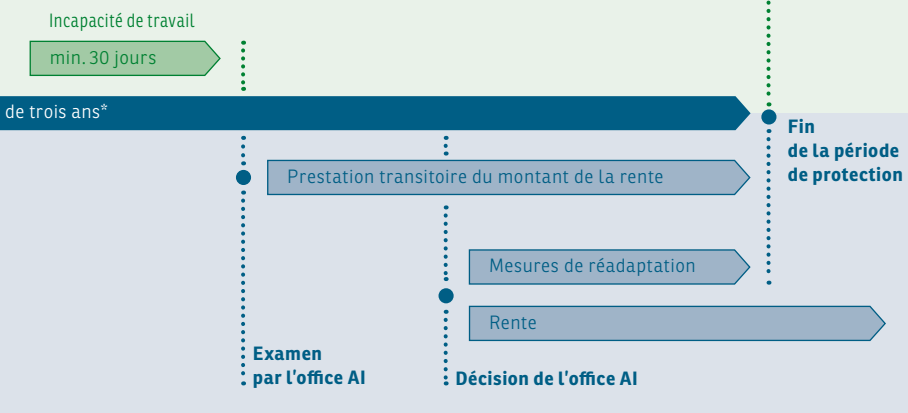 Incapacité de travail
min. 30 jours
de trois ans*
Fin
de la période
de protection
Prestation transitoire du montant de la rente
Mesures de réadaptation
Rente
Examen
par l'office AI
Décision de l'office AI